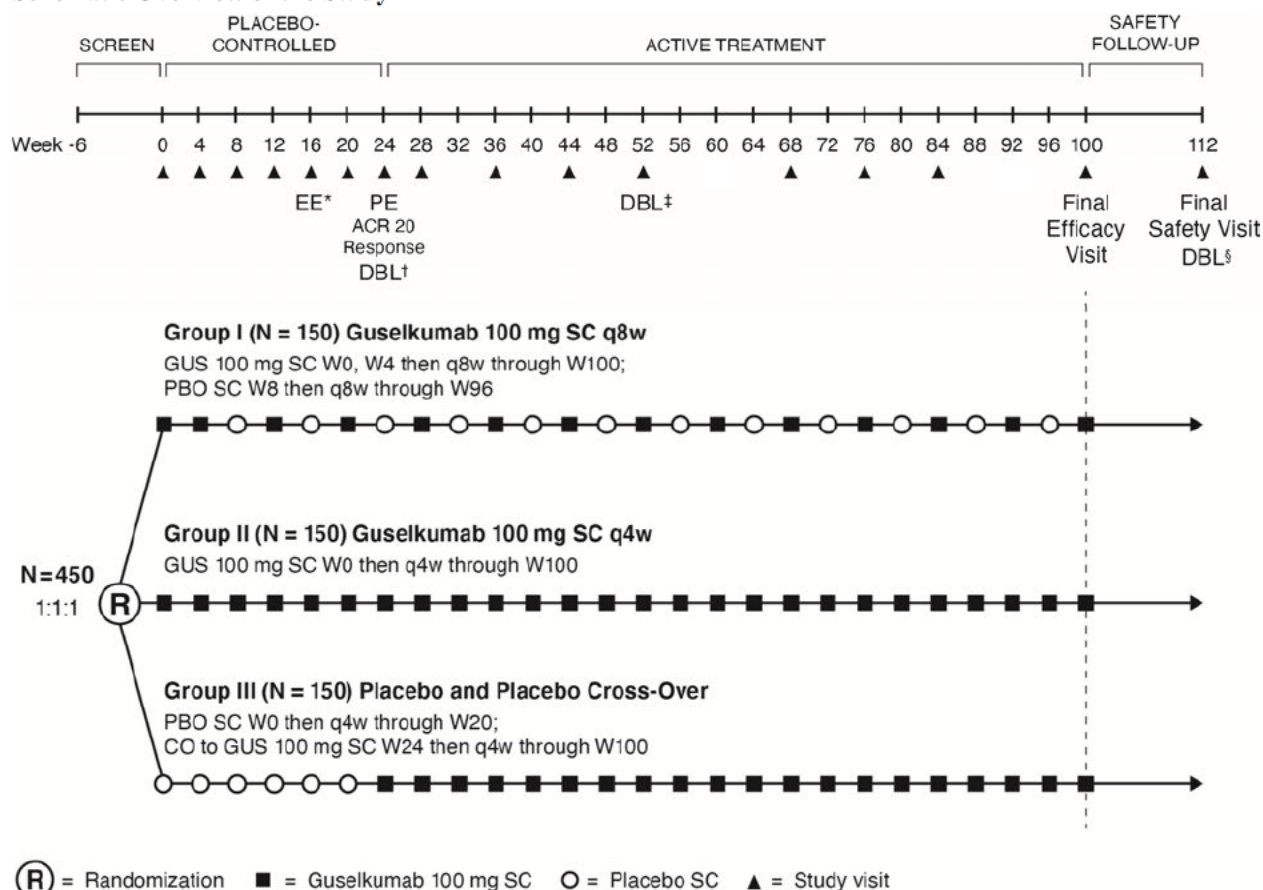 SAFETY
PLACEBO-
SCREEN CONTROLLED ACTIVE TREATMENT FOLLOW-UP
Week -6 0 4 8 12 16 20 24 28 32 36 40 44 48 52 56 60 64 68 72 76 80 84 88 92 96 100 112
EE* PE DBL‡ Final Final
ACR 20 Efficacy Safety Visit
Response Visit DBL§
DBL†
Group I (N = 150) Guselkumab 100 mg SC q8w
GUS 100 mg SC W0, W4 then q8w through W100;
PBO SC W8 then q8w through W96
Group II (N = 150) Guselkumab 100 mg SC q4w
GUS 100 mg SC W0 then q4w through W100
N=450
1:1:1
R
Group III (N = 150) Placebo and Placebo Cross-Over
PBO SC W0 then q4w through W20;
CO to GUS 100 mg SC W24 then q4w through W100
R = Randomization ■ = Guselkumab 100 mg SC O = Placebo SC ▲ = Study visit